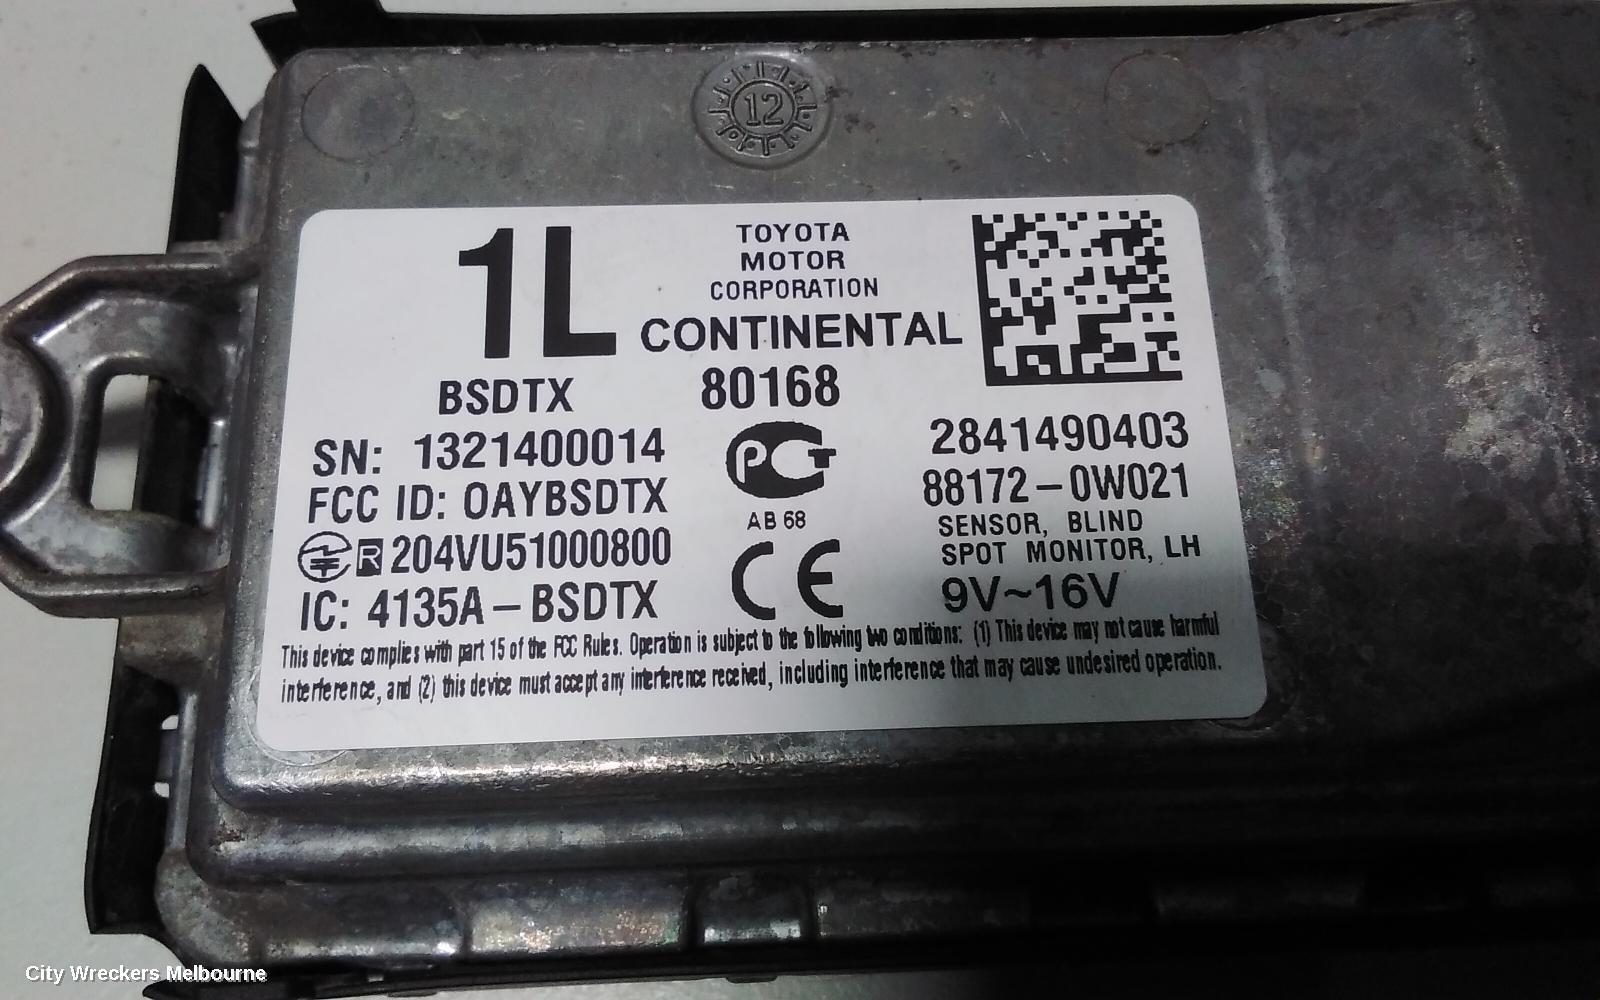 12
1L
TOYOTA
MOTOR
CORPORATION
CONTINENTAL
BSDTX 80168
SN: 1321400014
2841490403
FCC ID: OAYBSDTX
PCT
88172-0W021
AB 68
SENSOR, BLIND
SPOT MONITOR, LH
R 204VU51000800
CE
9V~16V
IC: 4135A-BSDTX
This device complies with part 15 of the FCC Rules. Operation is subject to the following two conditions: (1) This device may not cause harmful
interference, and (2) this device must accept any interference received, including interference that may cause undesired operation.
City Wreckers Melbourne